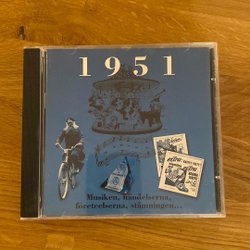 1951
Musiken, händelserna,
företeelserna, stämningen...